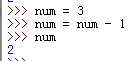 >>> num = 3
>>> num = num - 1
>>> num
2
>>>